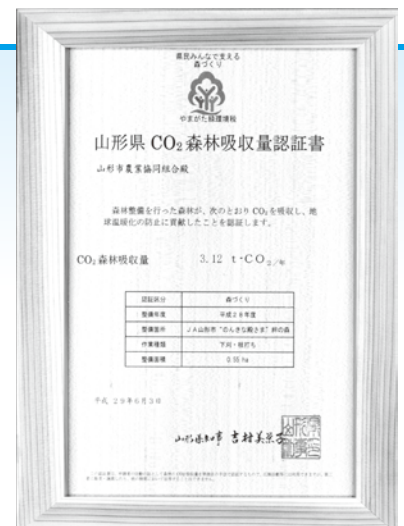 県民みんなで支える
森づくり
やまがた緑環境税
山形県 CO₂ 森林吸収量認証書
山形市農業協同組合殿
森林整備を行った森林が、次のとおり CO₂を吸収し、地
球温暖化の防止に貢献したことを認証します。
CO₂ 森林吸収量 3.12 t-CO₂/年
認証区分 森づくり
整備年度 平成28年度
整備箇所 JA山形市“のんきな殿さま”絆の森
作業種類 下刈・枝打ち
整備面積 0.55 ha
平成 29年6月3日
山形県知事 吉村美栄子